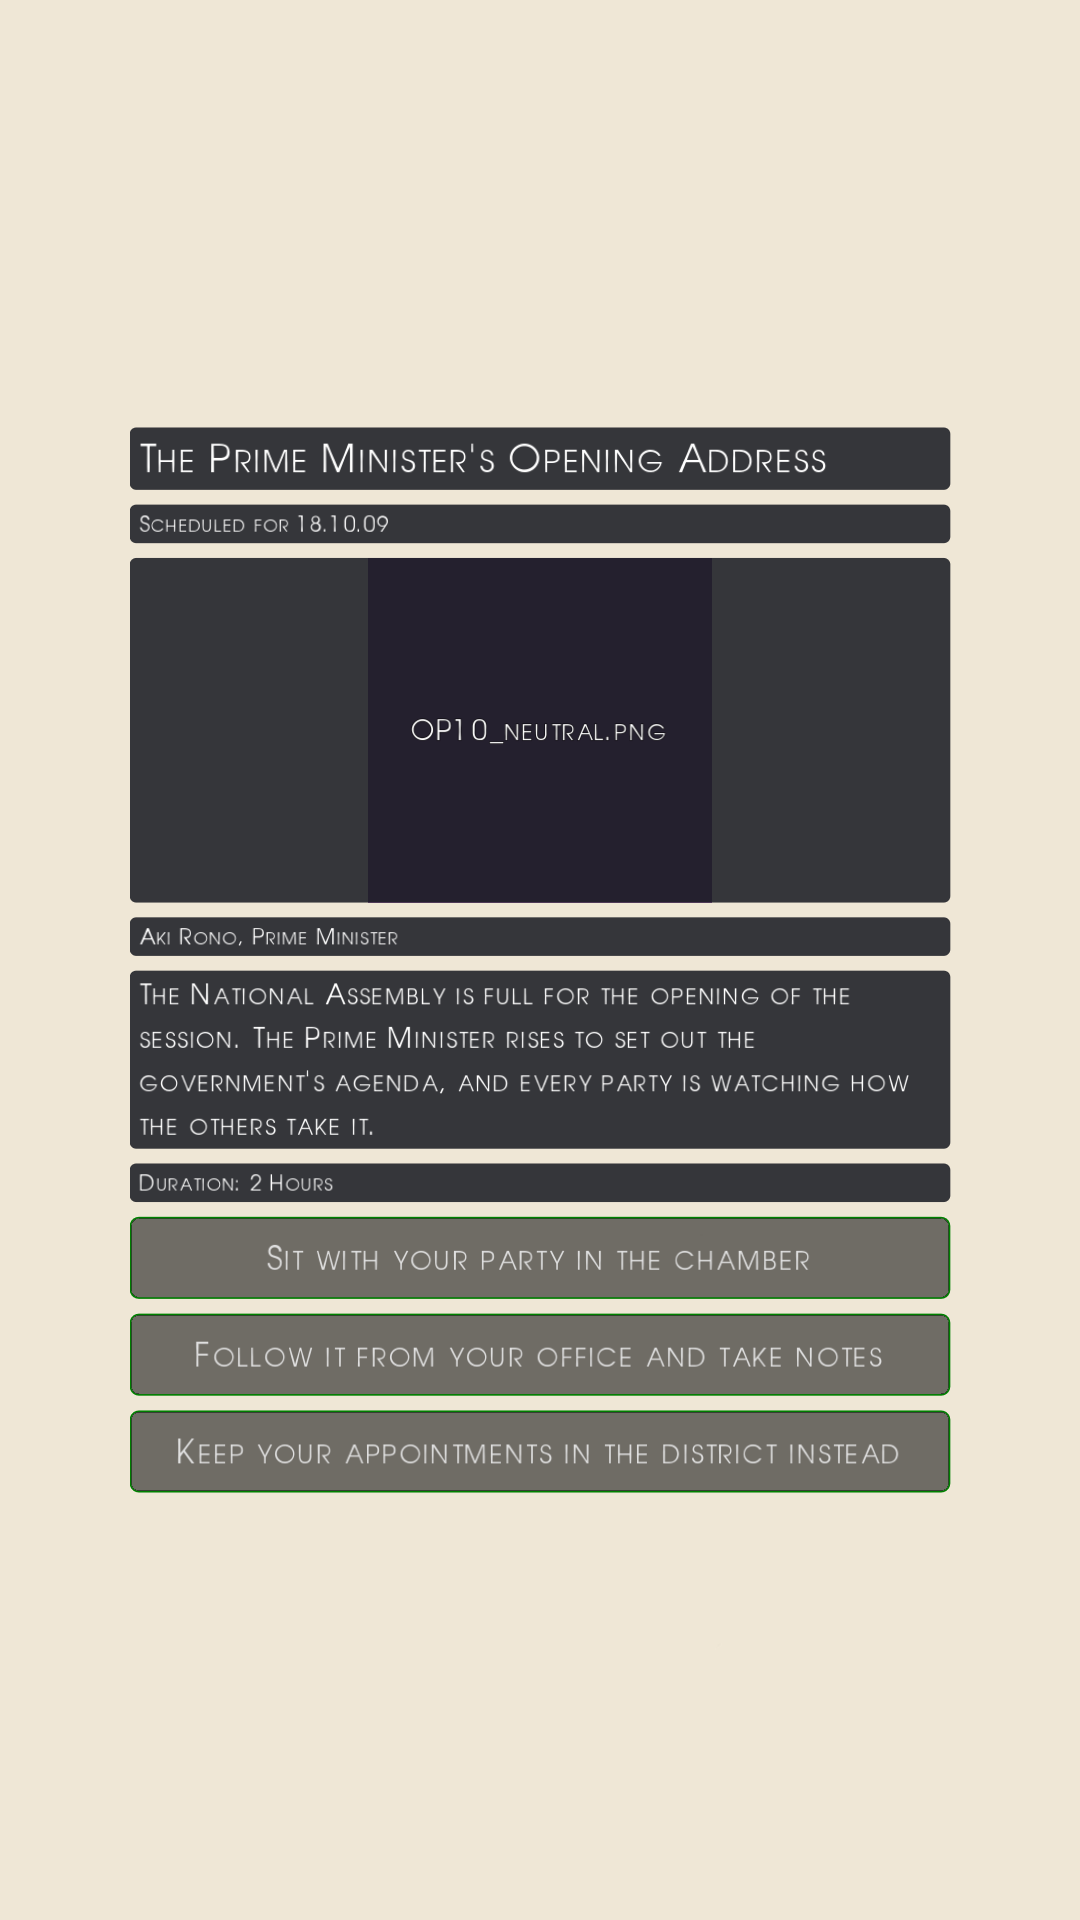 The Prime Minister's Opening Address
Scheduled for 18.10.09
OP10_neutral.png
Aki Rono, Prime Minister
The National Assembly is full for the opening of the
session. The Prime Minister rises to set out the
government's agenda, and every party is watching how
the others take it.
Duration: 2 Hours
Sit with your party in the chamber
Follow it from your office and take notes
Keep your appointments in the district instead